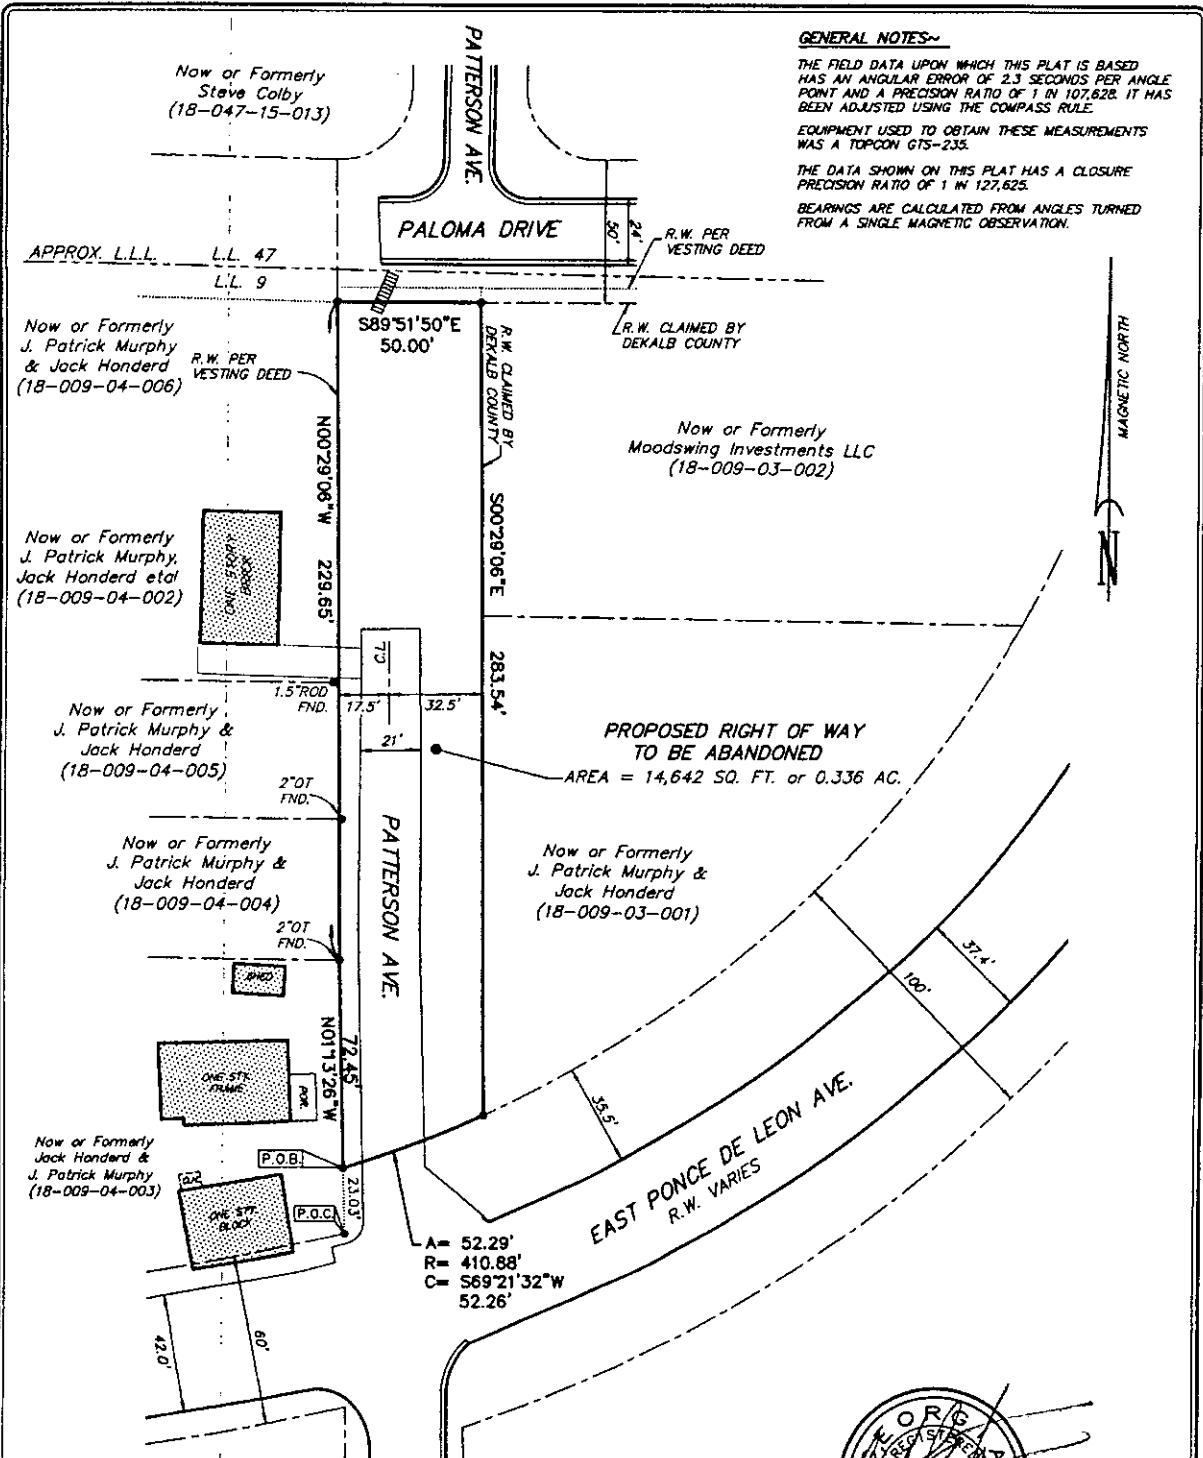 GENERAL NOTES~
THE FIELD DATA UPON WHICH THIS PLAT IS BASED
HAS AN ANGULAR ERROR OF 2.3 SECONDS PER ANGLE
POINT AND A PRECISION RATIO OF 1 IN 107,628. IT HAS
BEEN ADJUSTED USING THE COMPASS RULE.
EQUIPMENT USED TO OBTAIN THESE MEASUREMENTS
WAS A TOPCON GTS-235.
THE DATA SHOWN ON THIS PLAT HAS A CLOSURE
PRECISION RATIO OF 1 IN 127,625.
BEARINGS ARE CALCULATED FROM ANGLES TURNED
FROM A SINGLE MAGNETIC OBSERVATION.
Now or Formerly
Steve Colby
(18-047-15-013)
PATTERSON AVE.
PALOMA DRIVE
50'
24'
R.W. PER
VESTING DEED
APPROX. L.L.L.
L.L. 47
L.L. 9
S89°51'50"E
50.00'
R.W. CLAIMED BY
DEKALB COUNTY
R.W. CLAIMED BY
DEKALB COUNTY
Now or Formerly
J. Patrick Murphy
& Jack Honderd
(18-009-04-006)
R.W. PER
VESTING DEED
MAGNETIC NORTH
N
Now or Formerly
Moodswing Investments LLC
(18-009-03-002)
N00°29'06"W 229.65'
S00°29'06"E 283.54'
Now or Formerly
J. Patrick Murphy,
Jack Honderd etal
(18-009-04-002)
ONE STORY
BRICK
C/L
1.5"ROD
FND.
17.5'
32.5'
21'
Now or Formerly
J. Patrick Murphy &
Jack Honderd
(18-009-04-005)
PROPOSED RIGHT OF WAY
TO BE ABANDONED
AREA = 14,642 SQ. FT. or 0.336 AC.
2"OT
FND.
PATTERSON AVE.
Now or Formerly
J. Patrick Murphy &
Jack Honderd
(18-009-04-004)
Now or Formerly
J. Patrick Murphy &
Jack Honderd
(18-009-03-001)
2"OT
FND.
SHED
37.4'
100'
N01°13'26"W
72.45'
ONE STY.
FRAME
POR.
35.5'
EAST PONCE DE LEON AVE.
R.W. VARIES
Now or Formerly
Jack Honderd &
J. Patrick Murphy
(18-009-04-003)
P.O.B.
23.03'
P.O.C.
ONE STY.
BLOCK
A= 52.29'
R= 410.88'
C= S69°21'32"W
52.26'
42.0'
60'
GEORGIA
REGISTERED